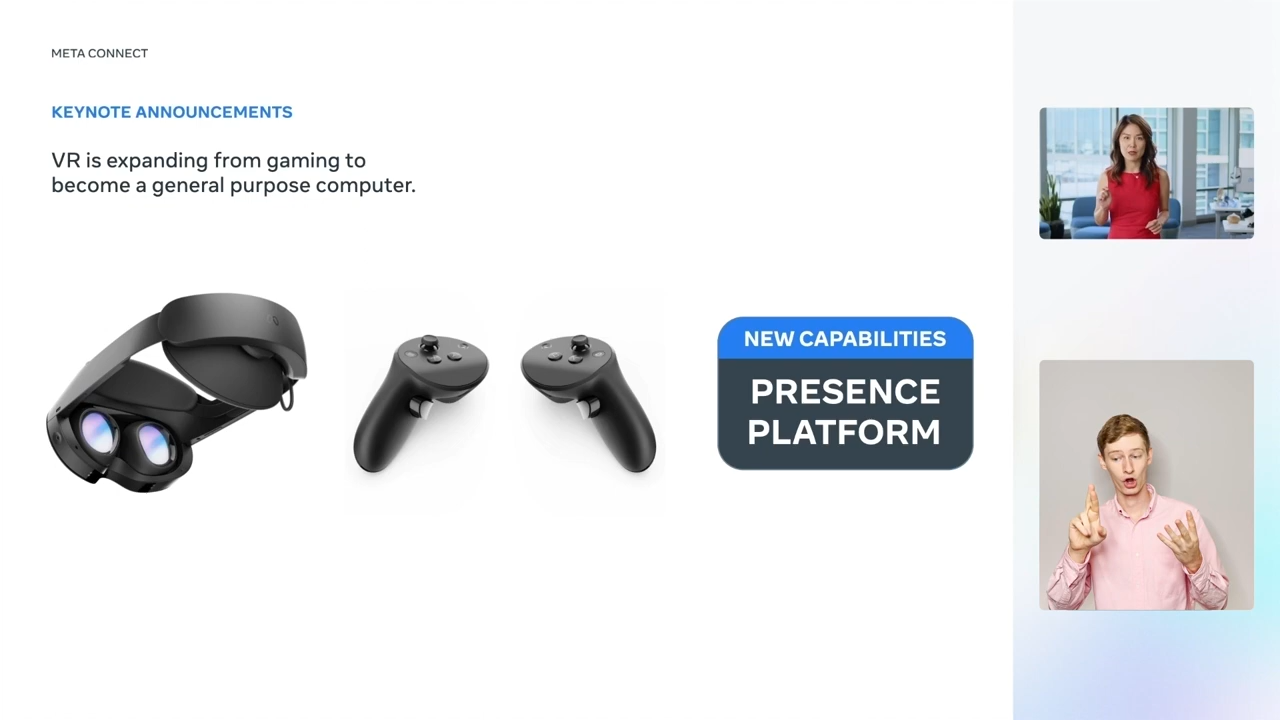 META CONNECT
KEYNOTE ANNOUNCEMENTS
VR is expanding from gaming to
become a general purpose computer.
NEW CAPABILITIES
PRESENCE
PLATFORM